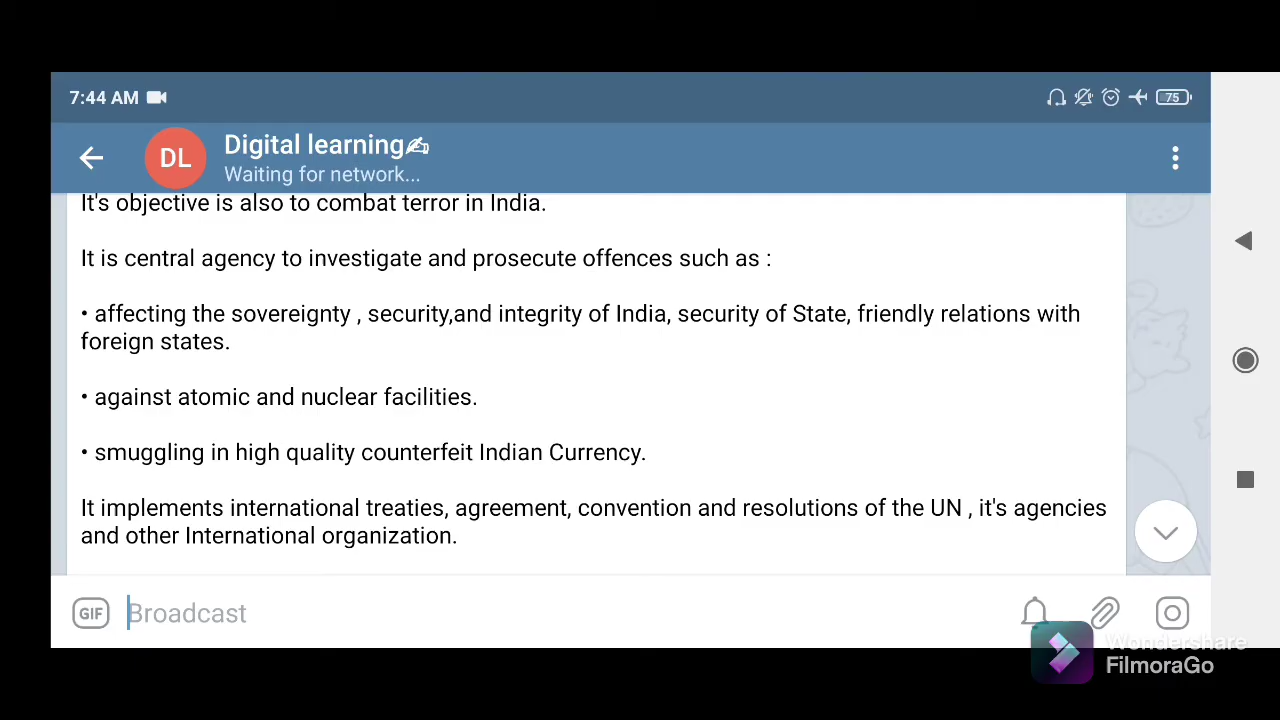 7:44 AM
75
DL
Digital learning✍
Waiting for network...
It's objective is also to combat terror in India.
It is central agency to investigate and prosecute offences such as :
• affecting the sovereignty , security,and integrity of India, security of State, friendly relations with
foreign states.
• against atomic and nuclear facilities.
• smuggling in high quality counterfeit Indian Currency.
It implements international treaties, agreement, convention and resolutions of the UN , it's agencies
and other International organization.
GIF
Broadcast
Wondershare
FilmoraGo